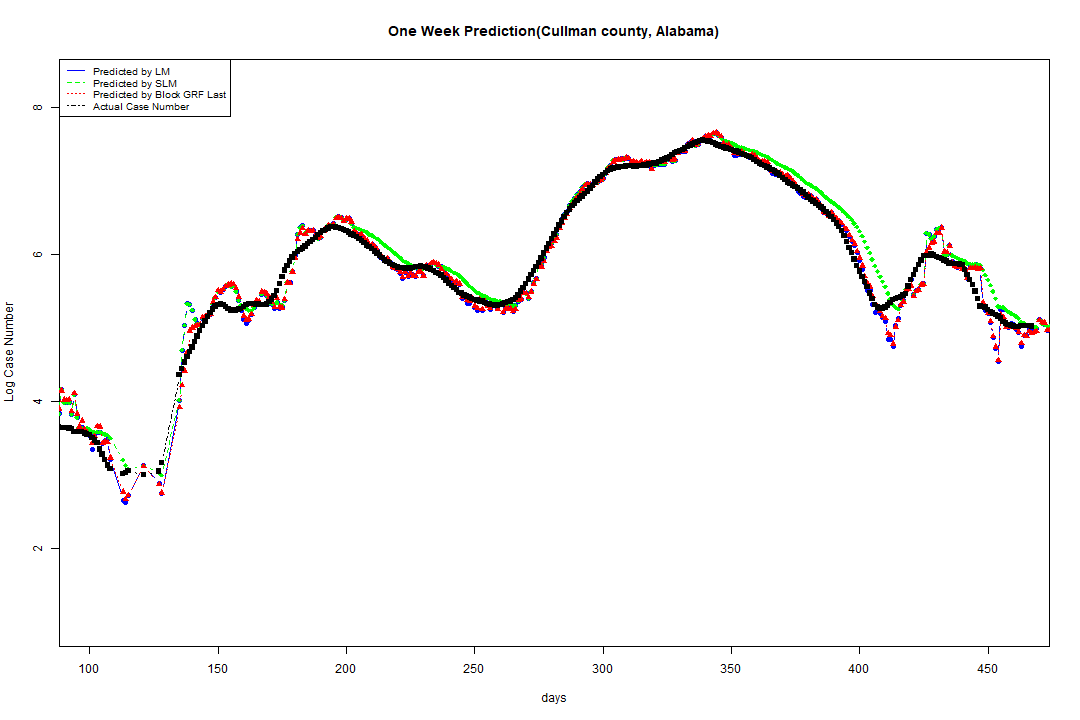 One Week Prediction(Cullman county, Alabama)
Predicted by LM
Predicted by SLM
Predicted by Block GRF Last
Actual Case Number
Log Case Number
8
6
4
2
100 150 200 250 300 350 400 450
days